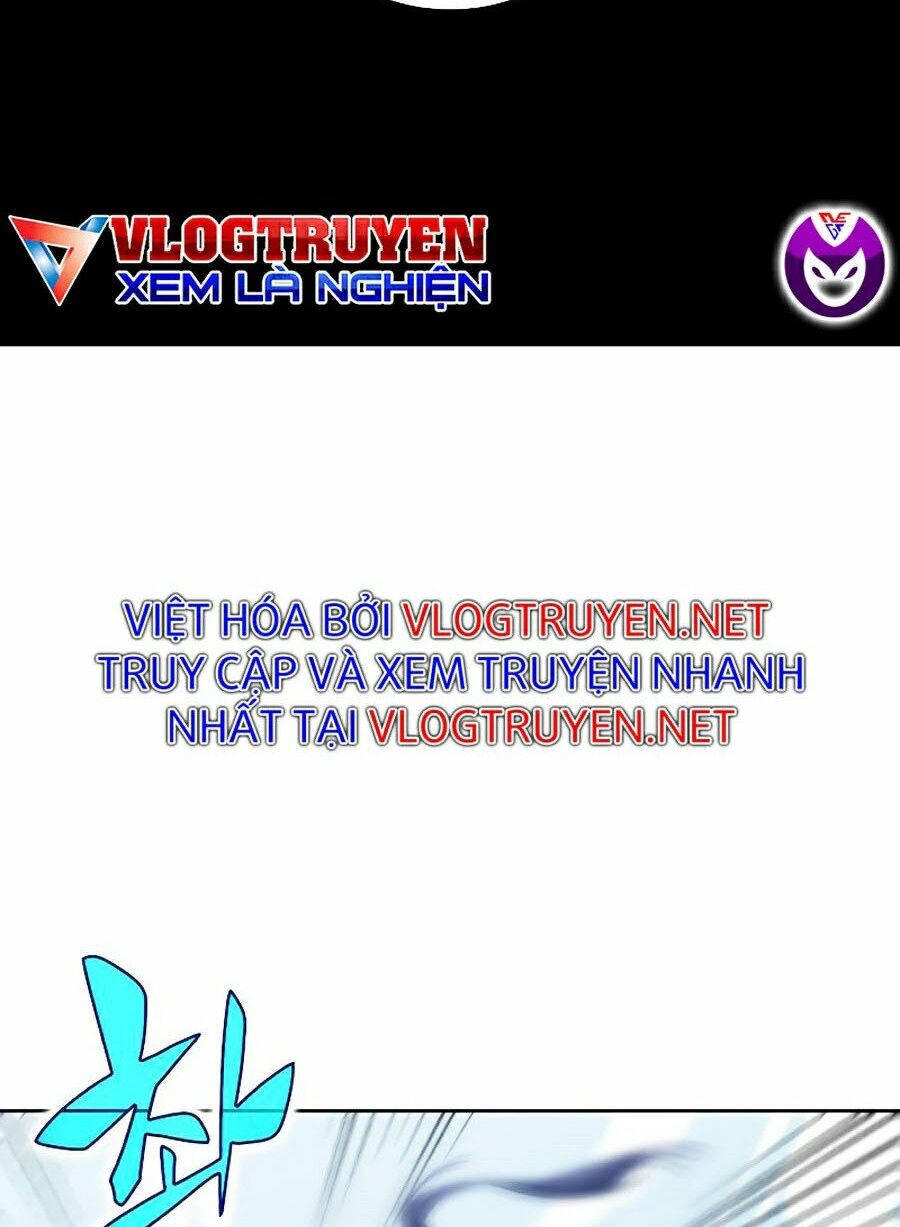 VLOGTRUYEN
XEM LÀ NGHIỆN
VIỆT HÓA BỞI VLOGTRUYEN.NET
TRUY CẬP VÀ XEM TRUYỆN NHANH
NHẤT TẠI VLOGTRUYEN.NET